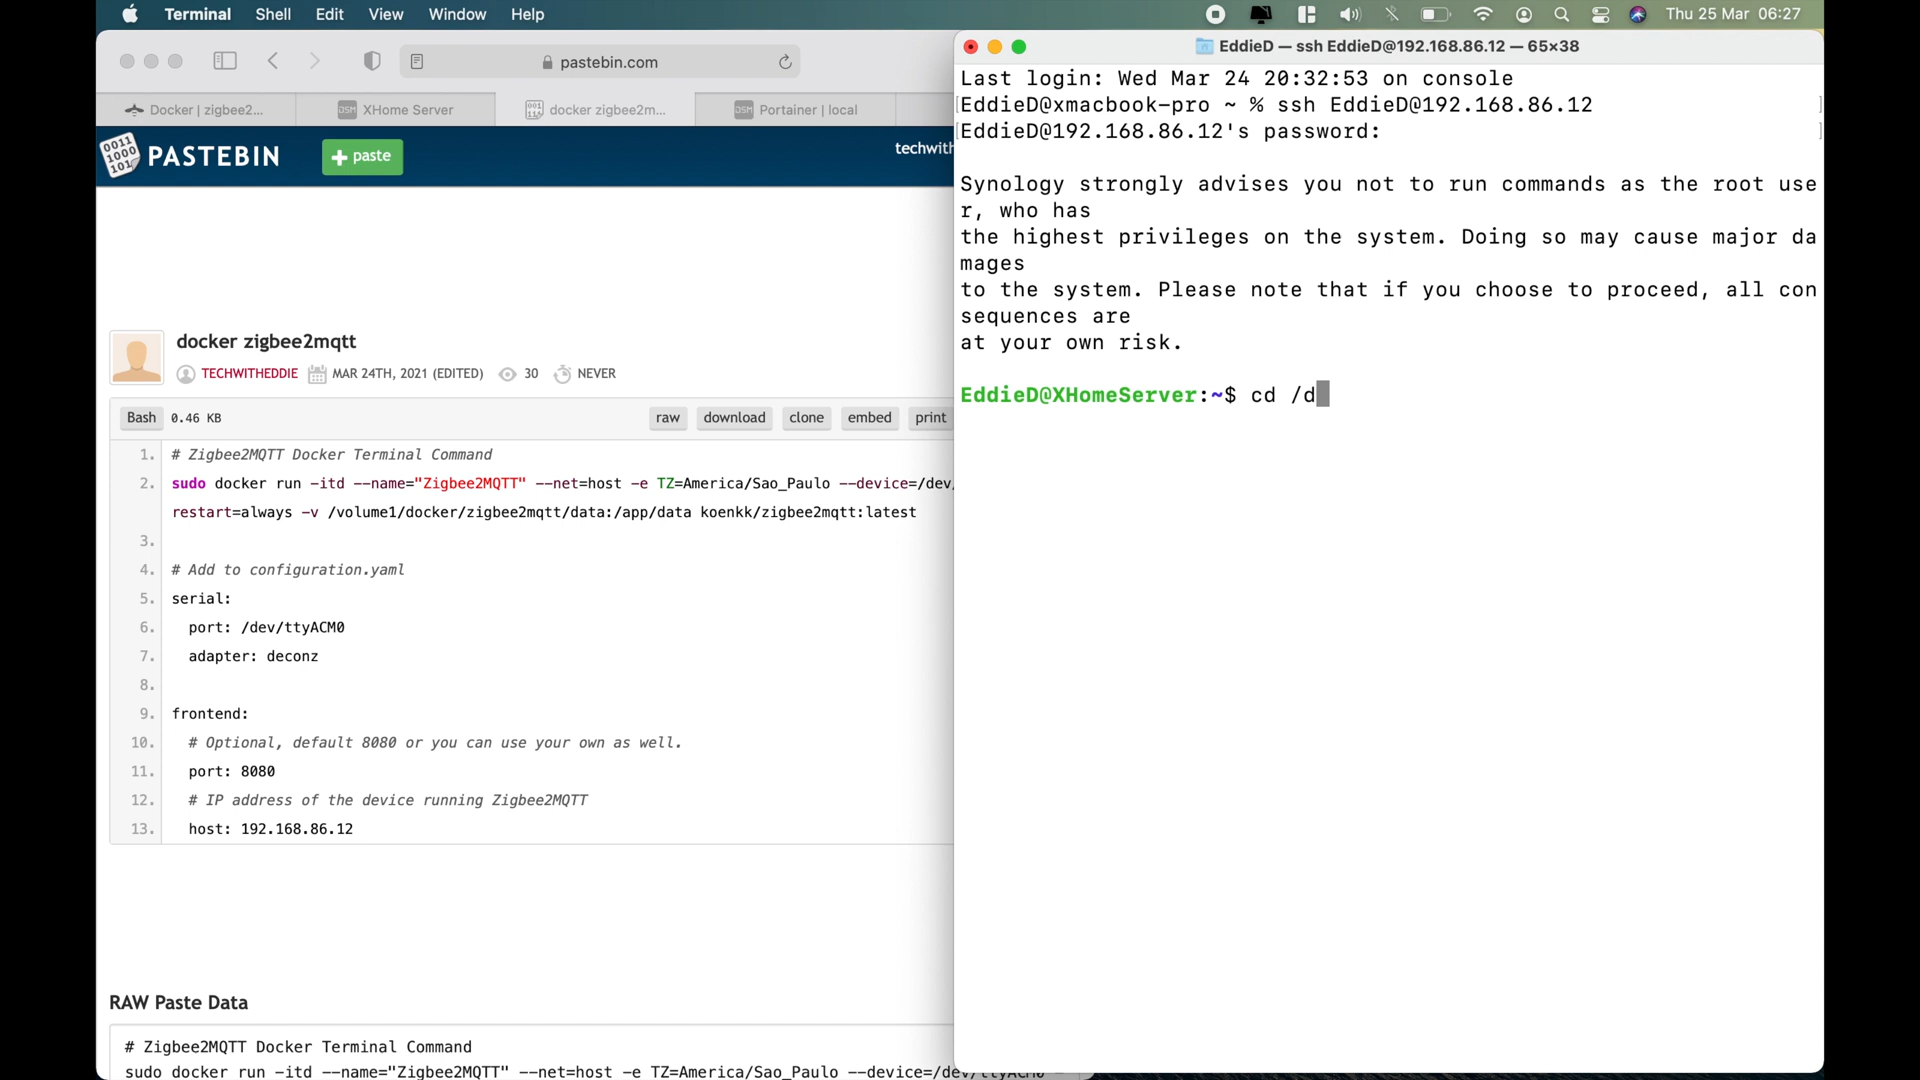 Terminal Shell Edit View Window Help Thu 25 Mar 06:27
pastebin.com
Docker | zigbee2... XHome Server docker zigbee2m... Portainer | local
PASTEBIN + paste techwith
docker zigbee2mqtt
TECHWITHEDDIE MAR 24TH, 2021 (EDITED) 30 NEVER
Bash 0.46 KB raw download clone embed print
1. # Zigbee2MQTT Docker Terminal Command
2. sudo docker run -itd --name="Zigbee2MQTT" --net=host -e TZ=America/Sao_Paulo --device=/dev/
restart=always -v /volume1/docker/zigbee2mqtt/data:/app/data koenkk/zigbee2mqtt:latest
3.
4. # Add to configuration.yaml
5. serial:
6. port: /dev/ttyACM0
7. adapter: deconz
8.
9. frontend:
10. # Optional, default 8080 or you can use your own as well.
11. port: 8080
12. # IP address of the device running Zigbee2MQTT
13. host: 192.168.86.12
RAW Paste Data
# Zigbee2MQTT Docker Terminal Command
sudo docker run -itd --name="Zigbee2MQTT" --net=host -e TZ=America/Sao_Paulo --device=/dev/ttyACM0
EddieD — ssh EddieD@192.168.86.12 — 65×38
Last login: Wed Mar 24 20:32:53 on console
[EddieD@xmacbook-pro ~ % ssh EddieD@192.168.86.12 ]
[EddieD@192.168.86.12's password: ]
Synology strongly advises you not to run commands as the root use
r, who has
the highest privileges on the system. Doing so may cause major da
mages
to the system. Please note that if you choose to proceed, all con
sequences are
at your own risk.
EddieD@XHomeServer:~$ cd /d